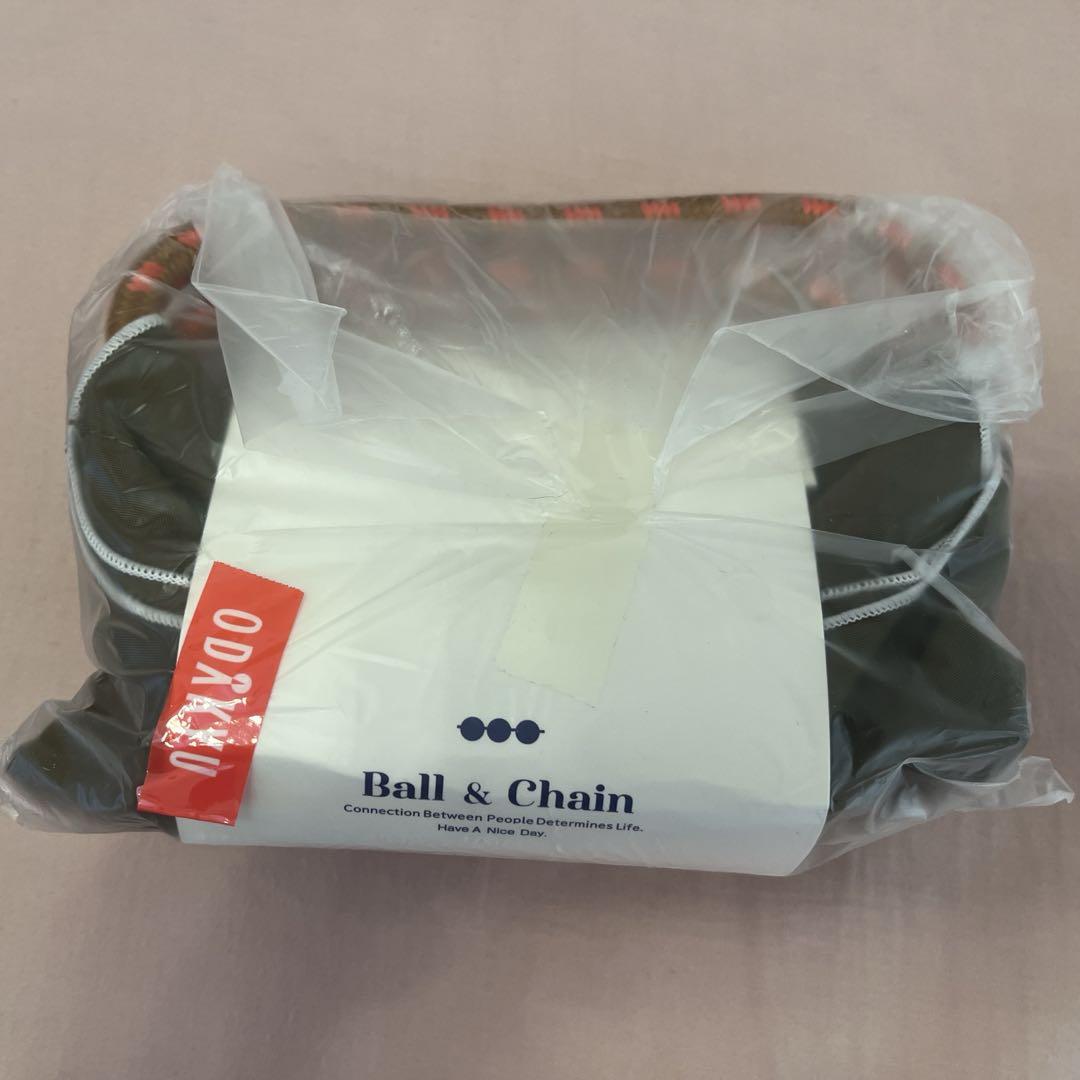 ODAKYU
Ball & Chain
Connection Between People Determines Life.
Have A Nice Day.